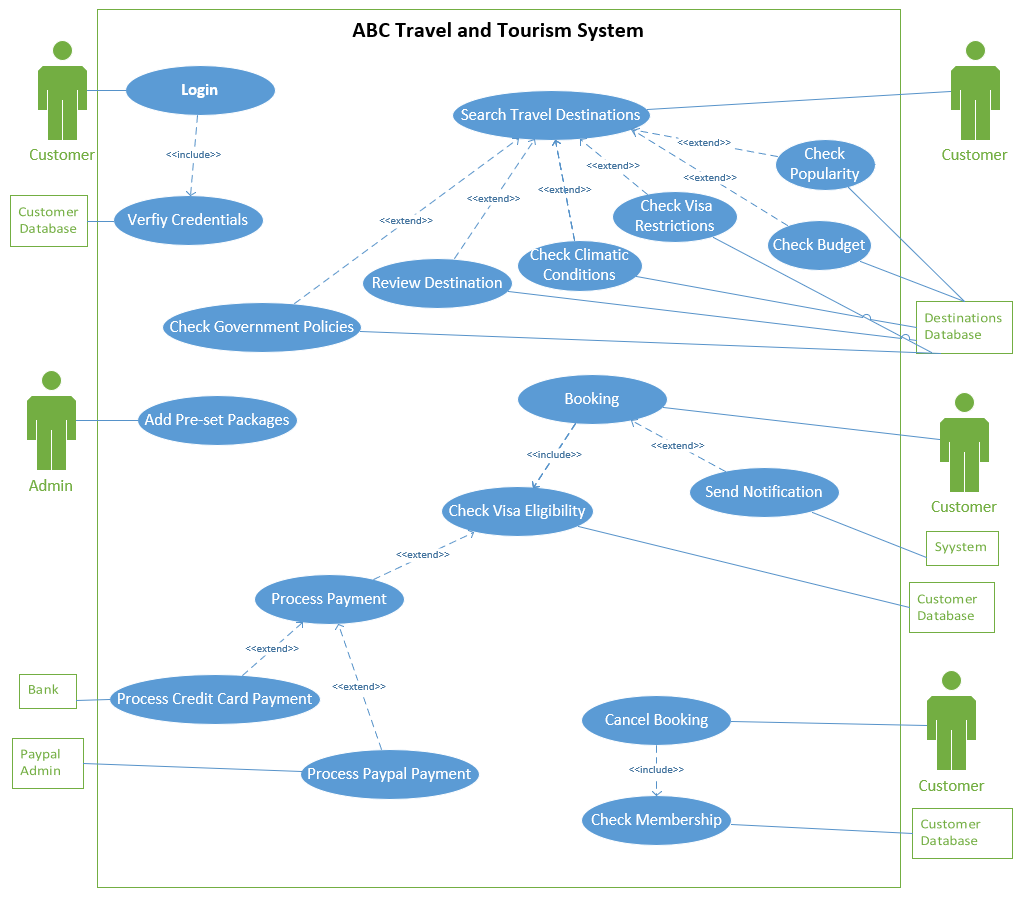 ABC Travel and Tourism System
Customer
Login
<<include>>
Customer
Database
Verfiy Credentials
Search Travel Destinations
Customer
<<extend>>
Check
Popularity
<<extend>>
<<extend>>
<<extend>>
<<extend>>
<<extend>>
Check Visa
Restrictions
Check Budget
Check Climatic
Conditions
Review Destination
Check Government Policies
Destinations
Database
Admin
Add Pre-set Packages
Booking
Customer
<<include>>
<<extend>>
Send Notification
Check Visa Eligibility
Syystem
<<extend>>
Process Payment
Customer
Database
<<extend>>
<<extend>>
Bank
Process Credit Card Payment
Paypal
Admin
Process Paypal Payment
Cancel Booking
Customer
<<include>>
Check Membership
Customer
Database